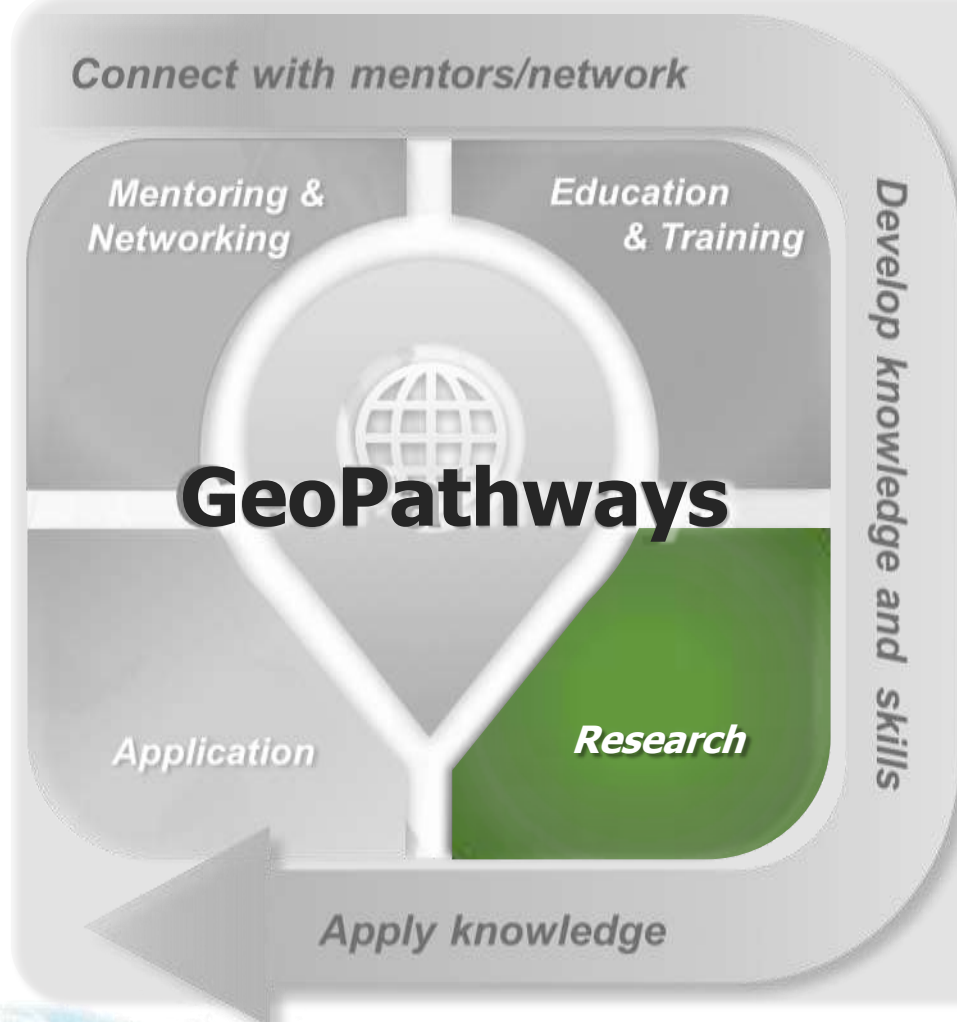 Connect with mentors/network
Mentoring &
Networking
Education
& Training
Develop knowledge and skills
GeoPathways
Application
Research
Apply knowledge